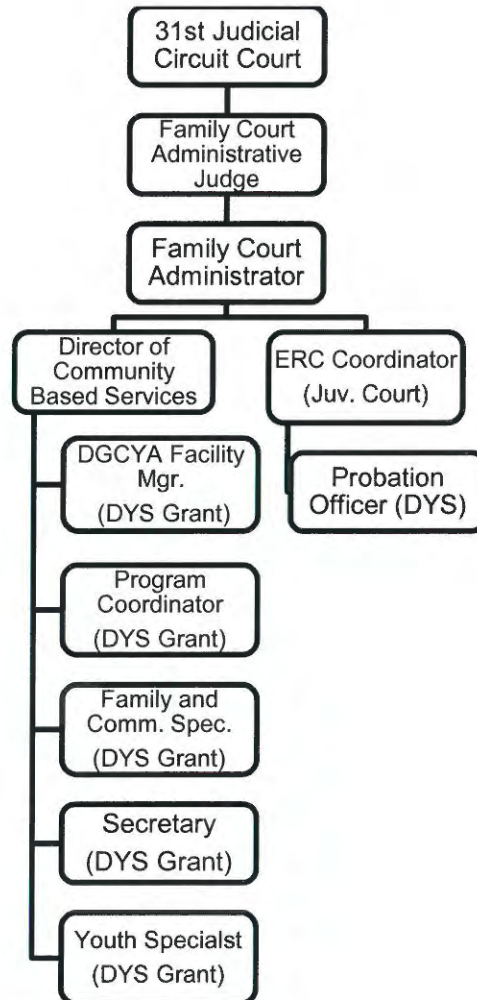 31st Judicial
Circuit Court
Family Court
Administrative
Judge
Family Court
Administrator
Director of
Community
Based Services
ERC Coordinator
(Juv. Court)
DGCYA Facility
Mgr.
(DYS Grant)
Probation
Officer (DYS)
Program
Coordinator
(DYS Grant)
Family and
Comm. Spec.
(DYS Grant)
Secretary
(DYS Grant)
Youth Specialst
(DYS Grant)